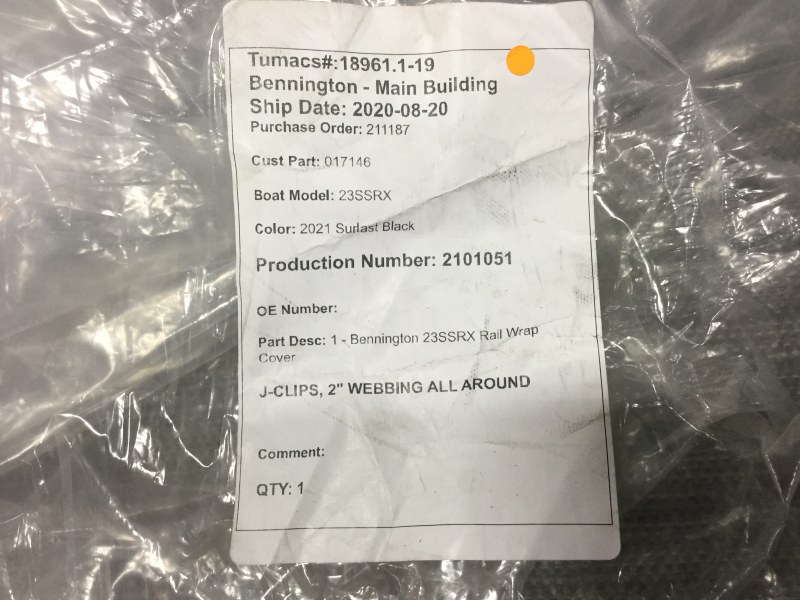 Tumacs#:18961.1-19
Bennington - Main Building
Ship Date: 2020-08-20
Purchase Order: 211187
Cust Part: 017146
Boat Model: 23SSRX
Color: 2021 Surlast Black
Production Number: 2101051
OE Number:
Part Desc: 1 - Bennington 23SSRX Rail Wrap
Cover
J-CLIPS, 2" WEBBING ALL AROUND
Comment:
QTY: 1